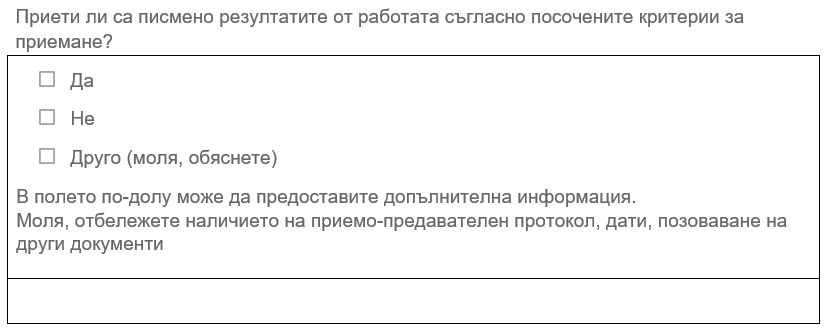 Приети ли са писмено резултатите от работата съгласно посочените критерии за
приемане?
Да
Не
Друго (моля, обяснете)
В полето по-долу може да предоставите допълнителна информация.
Моля, отбележете наличието на приемо-предавателен протокол, дати, позоваване на
други документи